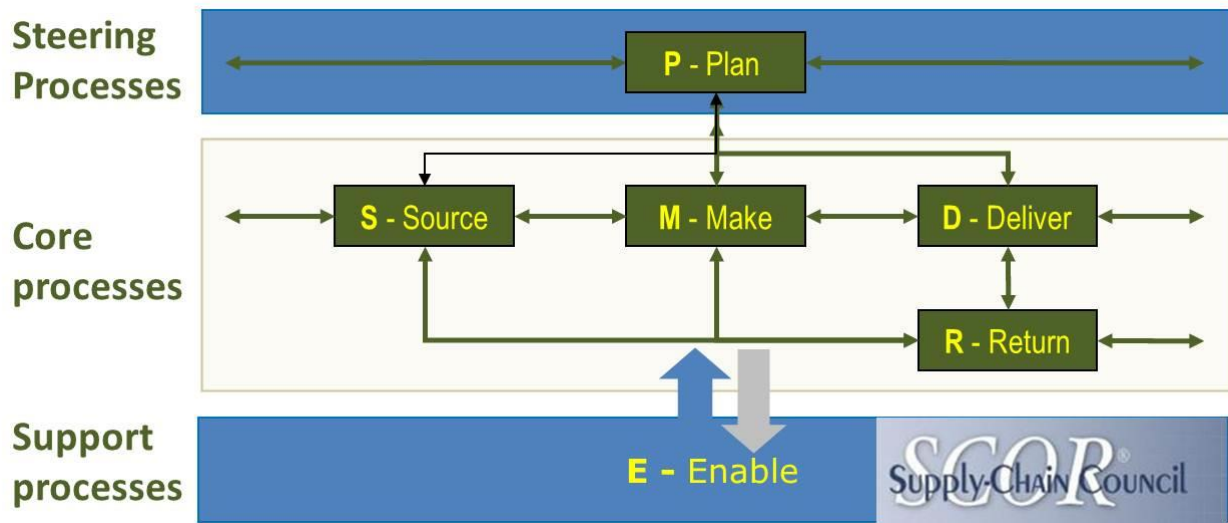 Steering
Processes
P - Plan
Core
processes
S - Source
M - Make
D - Deliver
R - Return
Support
processes
E - Enable
SCOR®
Supply-Chain Council